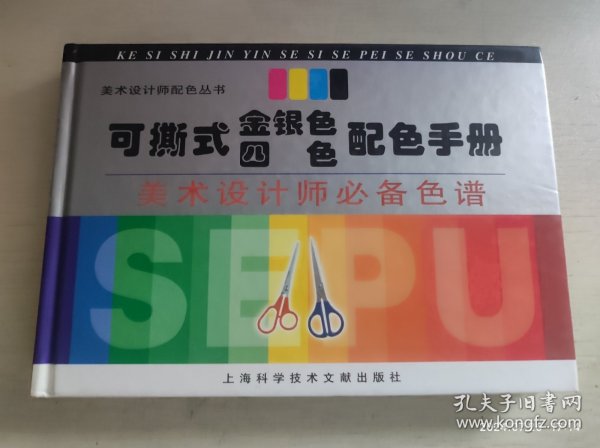 KE SI SHI JIN YIN SE SI SE PEI SE SHOU CE
美术设计师配色丛书
可撕式 金银色 四色 配色手册
美术设计师必备色谱
SEPU
上海科学技术文献出版社
孔夫子旧书网
www.kongfz.com